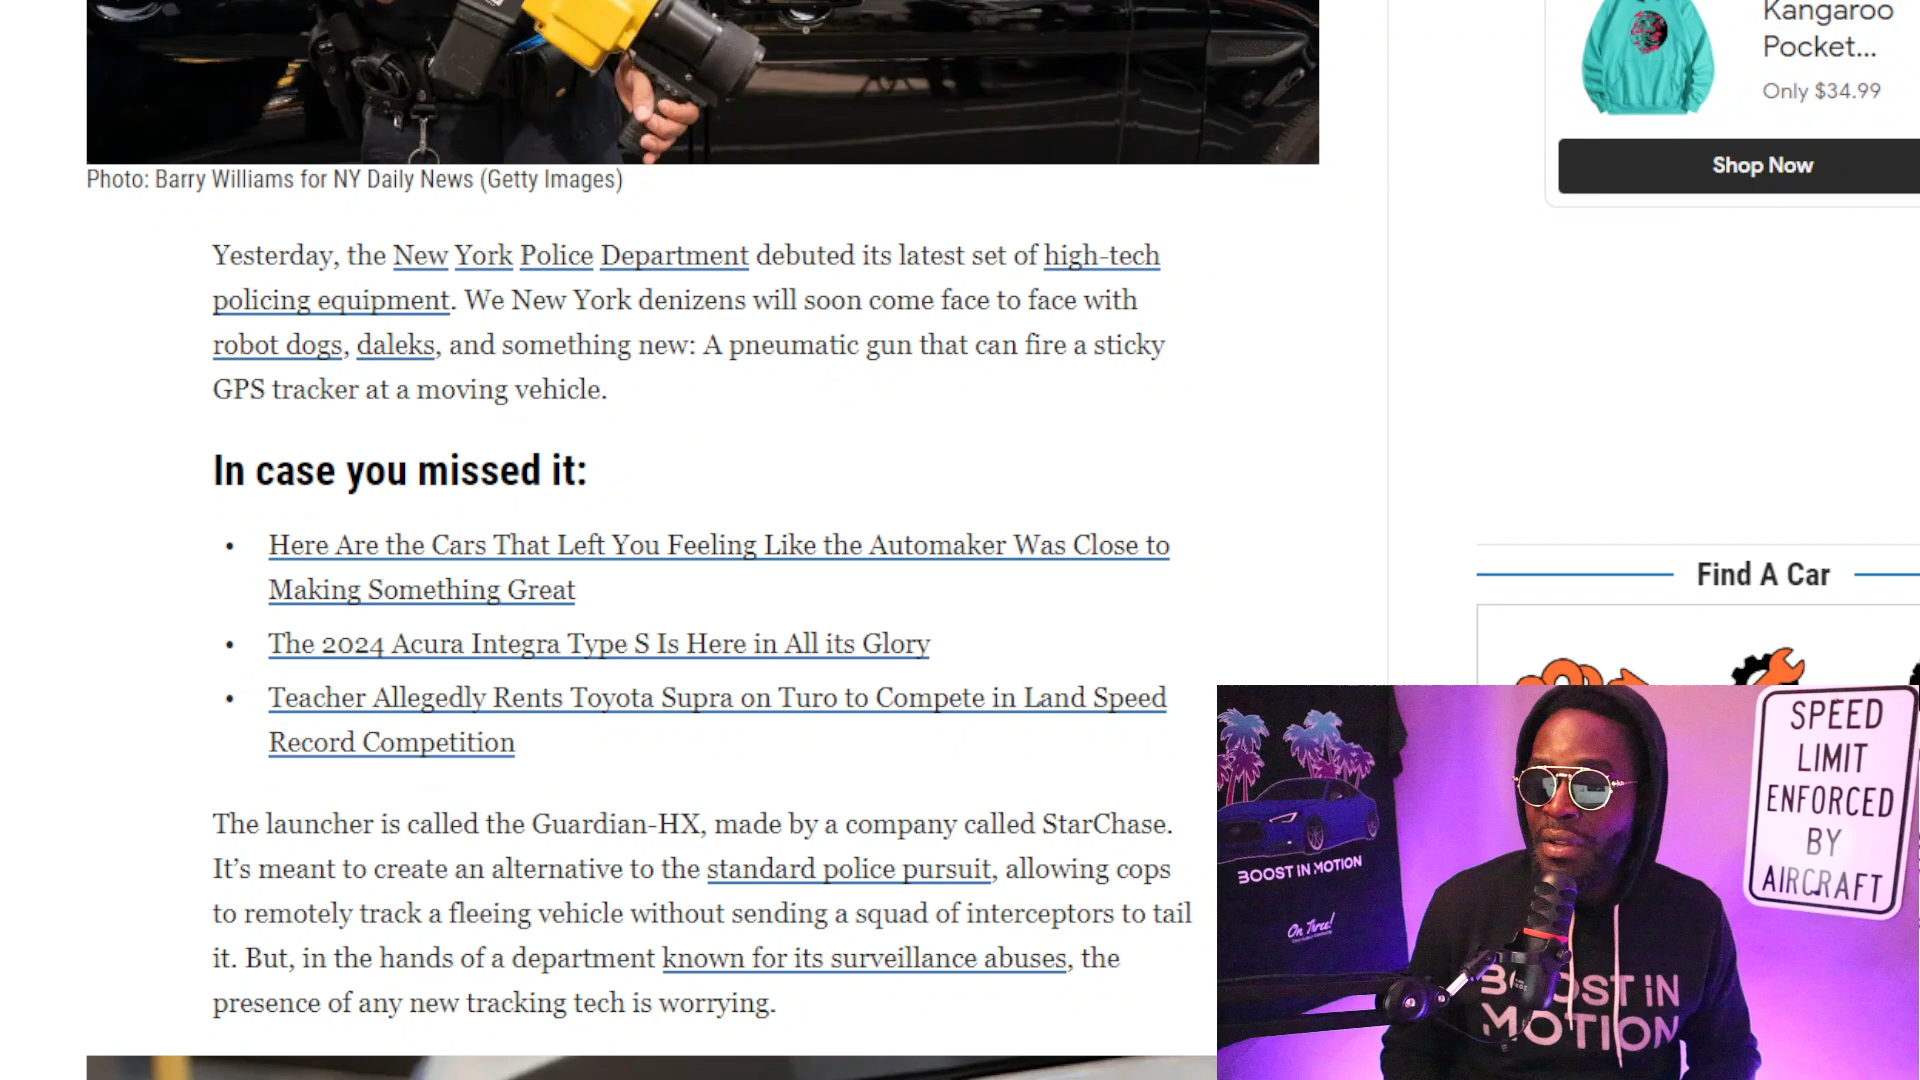 Photo: Barry Williams for NY Daily News (Getty Images)
Yesterday, the New York Police Department debuted its latest set of high-tech
policing equipment. We New York denizens will soon come face to face with
robot dogs, daleks, and something new: A pneumatic gun that can fire a sticky
GPS tracker at a moving vehicle.
In case you missed it:
• Here Are the Cars That Left You Feeling Like the Automaker Was Close to
Making Something Great
• The 2024 Acura Integra Type S Is Here in All its Glory
• Teacher Allegedly Rents Toyota Supra on Turo to Compete in Land Speed
Record Competition
The launcher is called the Guardian-HX, made by a company called StarChase.
It’s meant to create an alternative to the standard police pursuit, allowing cops
to remotely track a fleeing vehicle without sending a squad of interceptors to tail
it. But, in the hands of a department known for its surveillance abuses, the
presence of any new tracking tech is worrying.
Kangaroo
Pocket...
Only $34.99
Shop Now
Find A Car
BOOST IN MOTION
On Three!
SPEED
LIMIT
ENFORCED
BY
AIRCRAFT
BOOST IN
MOTION